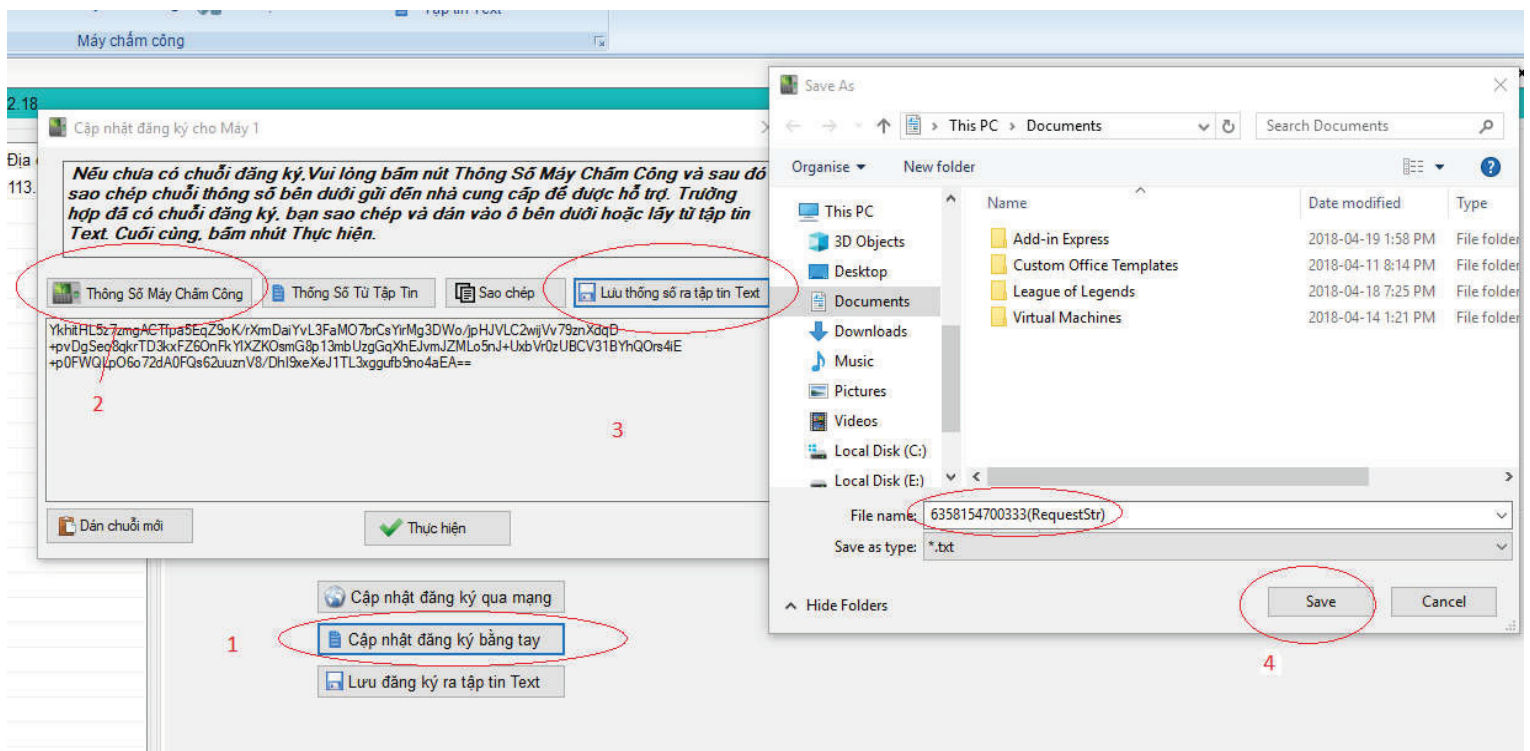 Tập tin Text
Máy chấm công
2.18
Địa
113.
Cập nhật đăng ký cho Máy 1
Nếu chưa có chuỗi đăng ký,Vui lòng bấm nút Thông Số Máy Chấm Công và sau đó
sao chép chuỗi thông số bên dưới gửi đến nhà cung cấp để được hỗ trợ. Trường
hợp đã có chuỗi đăng ký, bạn sao chép và dán vào ô bên dưới hoặc lấy từ tập tin
Text. Cuối cùng, bấm nhút Thực hiện.
Thông Số Máy Chấm Công
Thống Số Từ Tập Tin
Sao chép
Lưu thống số ra tập tin Text
2
3
Dán chuỗi mới
Thực hiện
1
Cập nhật đăng ký qua mạng
Cập nhật đăng ký bằng tay
Lưu đăng ký ra tập tin Text
Save As
This PC > Documents
Search Documents
Organise
New folder
This PC
3D Objects
Desktop
Documents
Downloads
Music
Pictures
Videos
Local Disk (C:)
Local Disk (E:)
Name Date modified Type
Add-in Express 2018-04-19 1:58 PM File folder
Custom Office Templates 2018-04-11 8:14 PM File folder
League of Legends 2018-04-18 7:25 PM File folder
Virtual Machines 2018-04-14 1:21 PM File folder
File name: 6358154700333(RequestStr)
Save as type: *.txt
Hide Folders
Save
Cancel
4